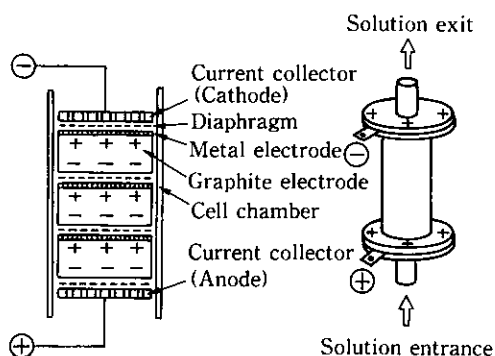 Solution exit
⊖
Current collector
(Cathode)
Diaphragm
Metal electrode
Graphite electrode
Cell chamber
Current collector
(Anode)
⊕
+ + +
− − −
+ + +
− − −
+ + +
− − −
⊖
⊕
Solution entrance